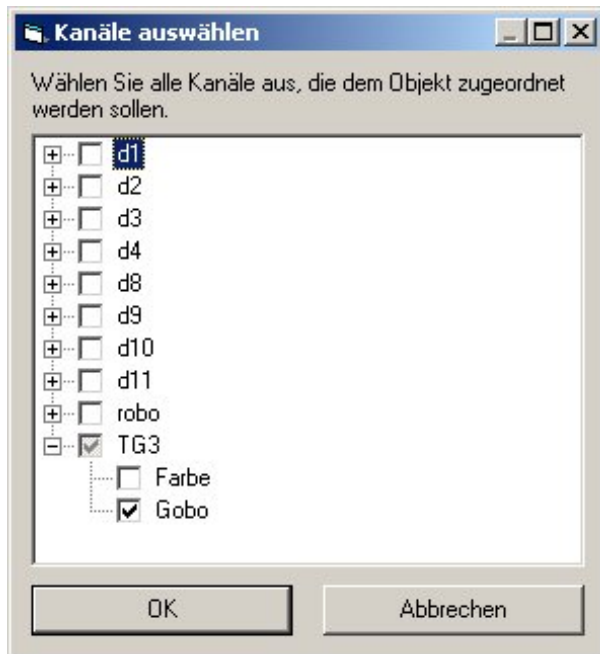 Kanäle auswählen
Wählen Sie alle Kanäle aus, die dem Objekt zugeordnet
werden sollen.
d1
d2
d3
d4
d8
d9
d10
d11
robo
TG3
Farbe
Gobo
OK Abbrechen